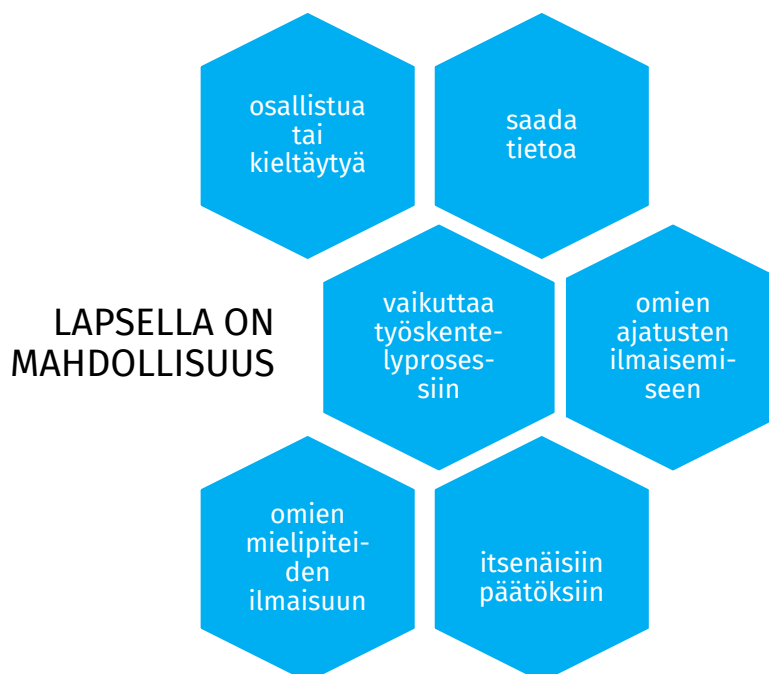 osallistua
tai
kieltäytyä
saada
tietoa
LAPSELLA ON
MAHDOLLISUUS
vaikuttaa
työskente-
lyproses-
siin
omien
ajatusten
ilmaisemi-
seen
omien
mielipitei-
den
ilmaisuun
itsenäisiin
päätöksiin